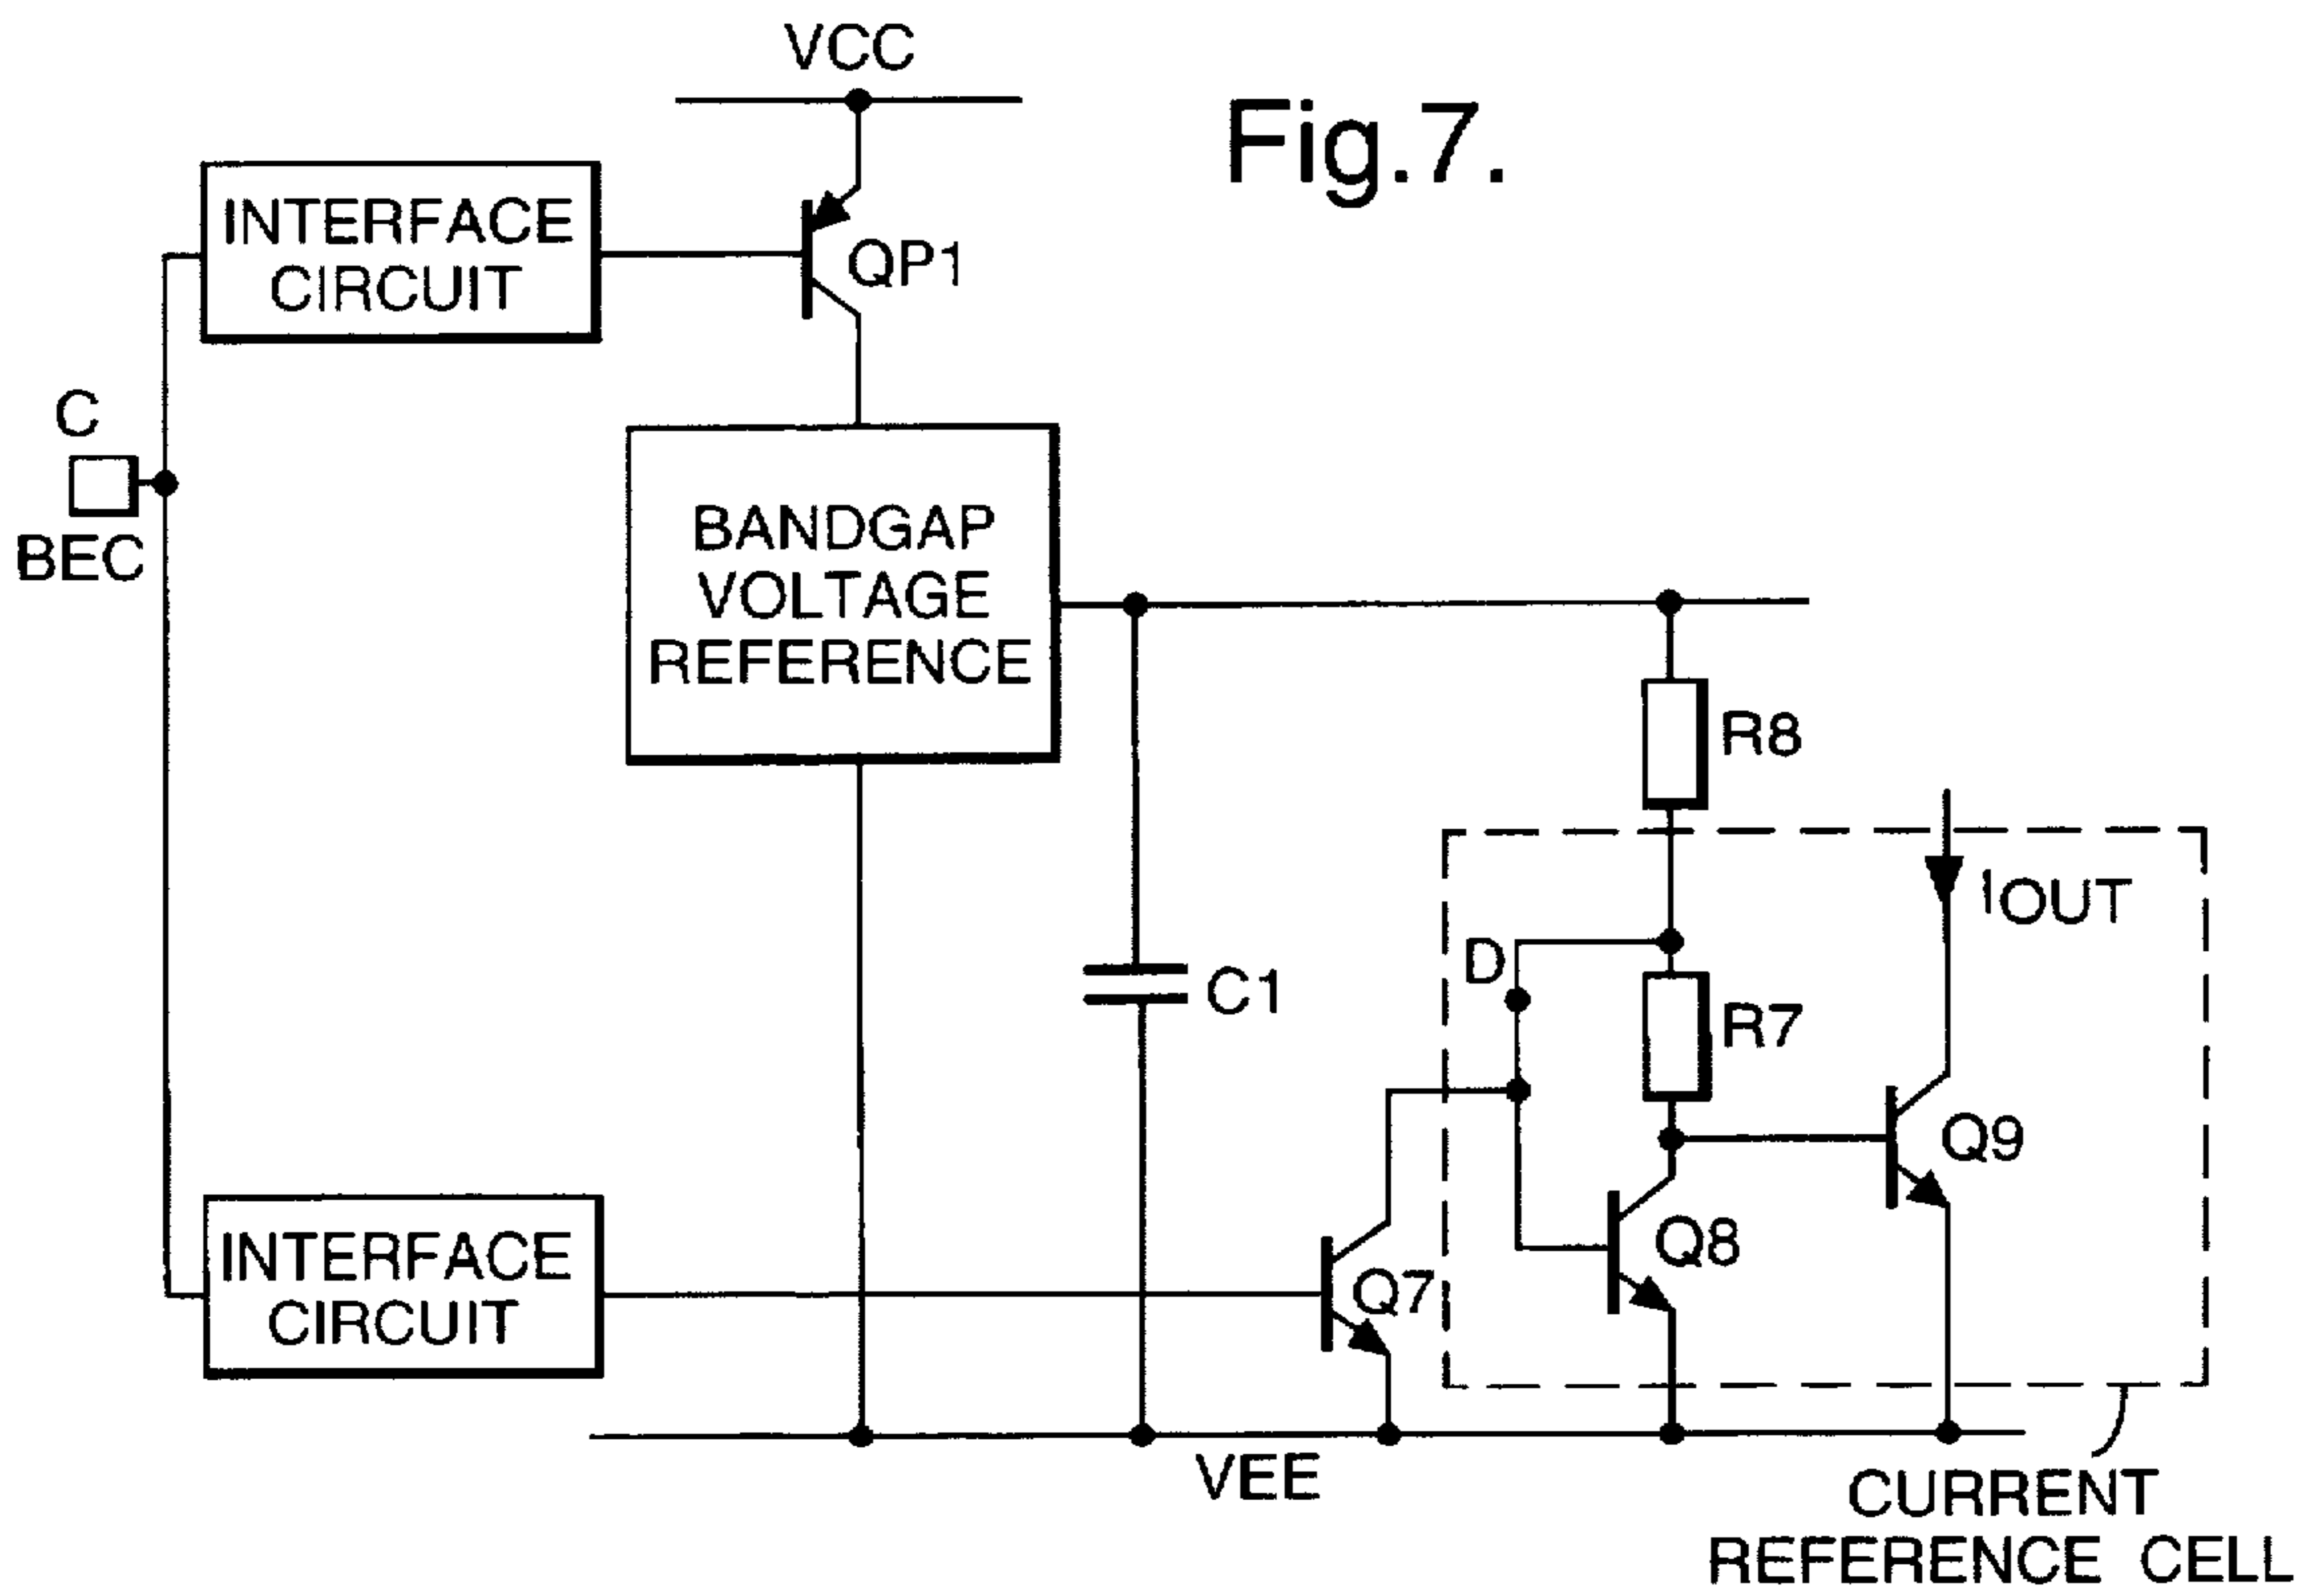 VCC
Fig.7.
INTERFACE
CIRCUIT
QP1
C
BEC
BANDGAP
VOLTAGE
REFERENCE
R8
IOUT
D
C1
R7
Q9
Q8
Q7
INTERFACE
CIRCUIT
VEE
CURRENT
REFERENCE CELL